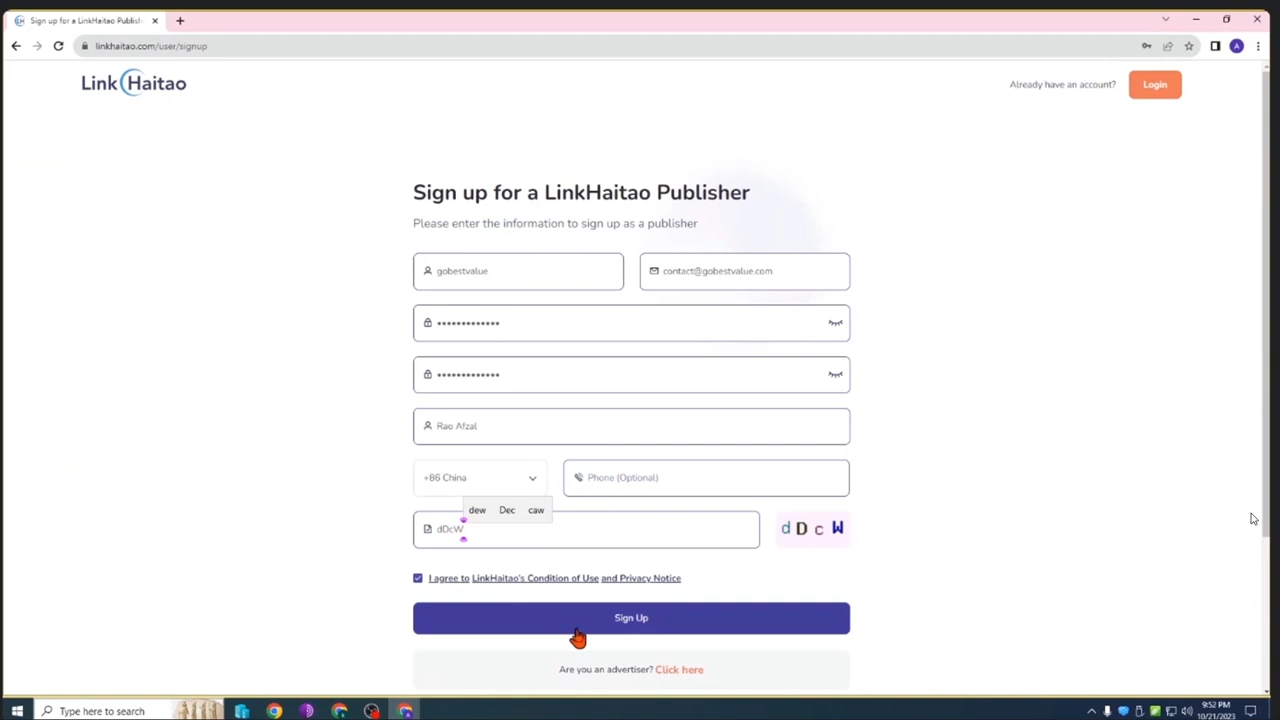 Sign up for a LinkHaitao Publish
linkhaitao.com/user/signup
A
Link Haitao
Already have an account?
Login
Sign up for a LinkHaitao Publisher
Please enter the information to sign up as a publisher
gobestvalue
contact@gobestvalue.com
Rao Afzal
+86 China
Phone (Optional)
dew Dec caw
dDcW
d D c W
I agree to LinkHaitao's Condition of Use and Privacy Notice
Sign Up
Are you an advertiser? Click here
Type here to search
9:52 PM
10/21/2023